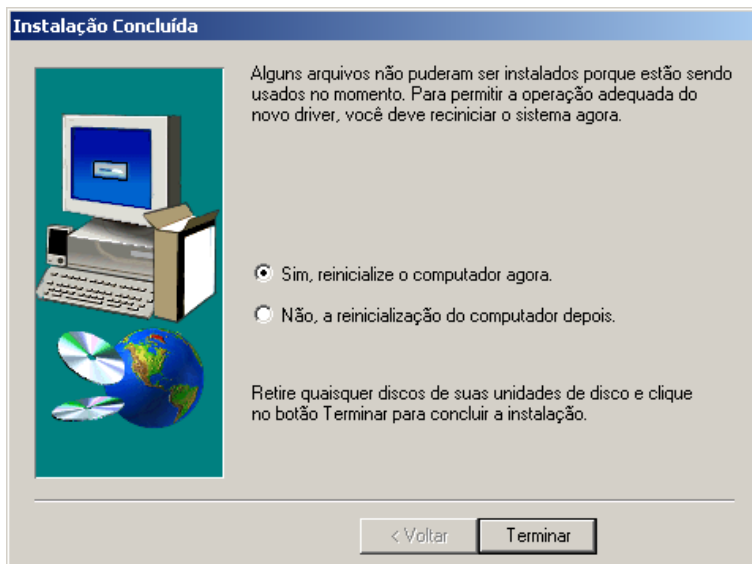 Instalação Concluída
Alguns arquivos não puderam ser instalados porque estão sendo
usados no momento. Para permitir a operação adequada do
novo driver, você deve reciniciar o sistema agora.
Sim, reinicialize o computador agora.
Não, a reinicialização do computador depois.
Retire quaisquer discos de suas unidades de disco e clique
no botão Terminar para concluir a instalação.
< Voltar
Terminar